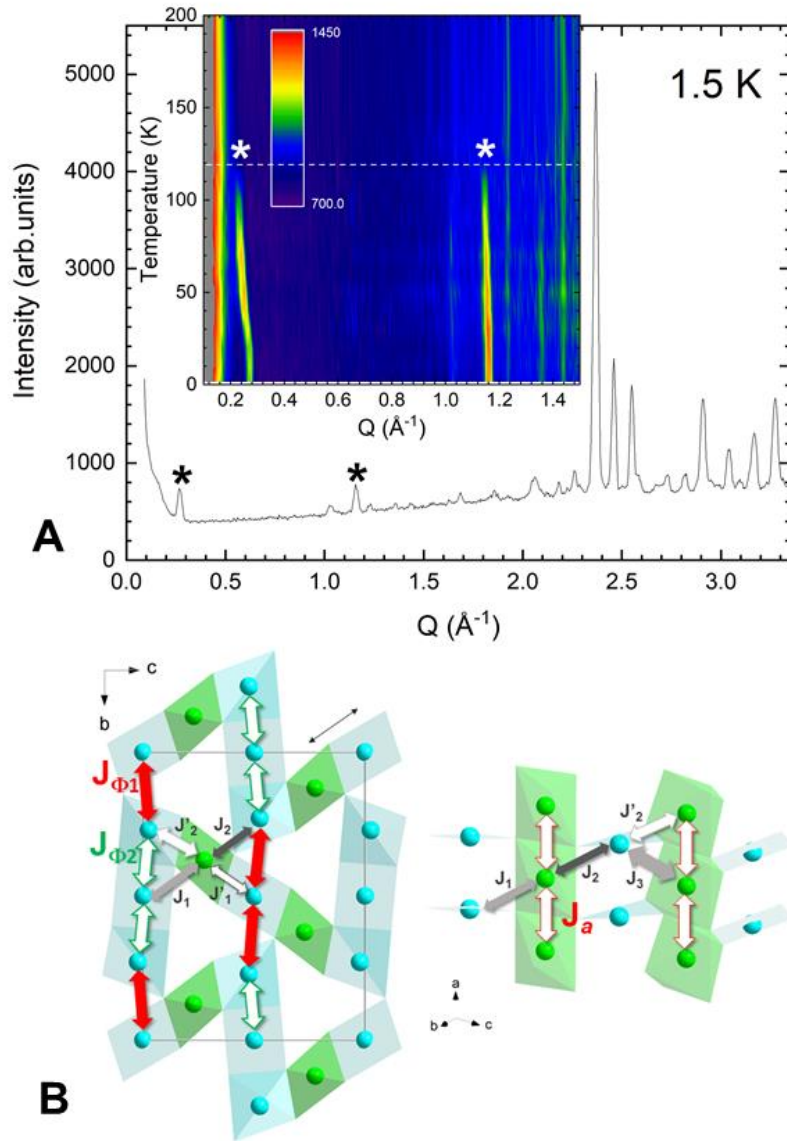 200
150
100
50
0
Temperature (K)
1450
700.0
*
*
0.2
0.4
0.6
0.8
1.0
1.2
1.4
Q (Å⁻¹)
1.5 K
5000
4000
3000
2000
1000
0
Intensity (arb.units)
*
*
A
0.0
0.5
1.0
1.5
2.0
2.5
3.0
Q (Å⁻¹)
c
b
JΦ1
J'2
J2
JΦ2
J1
J'1
J'2
J1
J2
J3
Ja
a
b
c
B